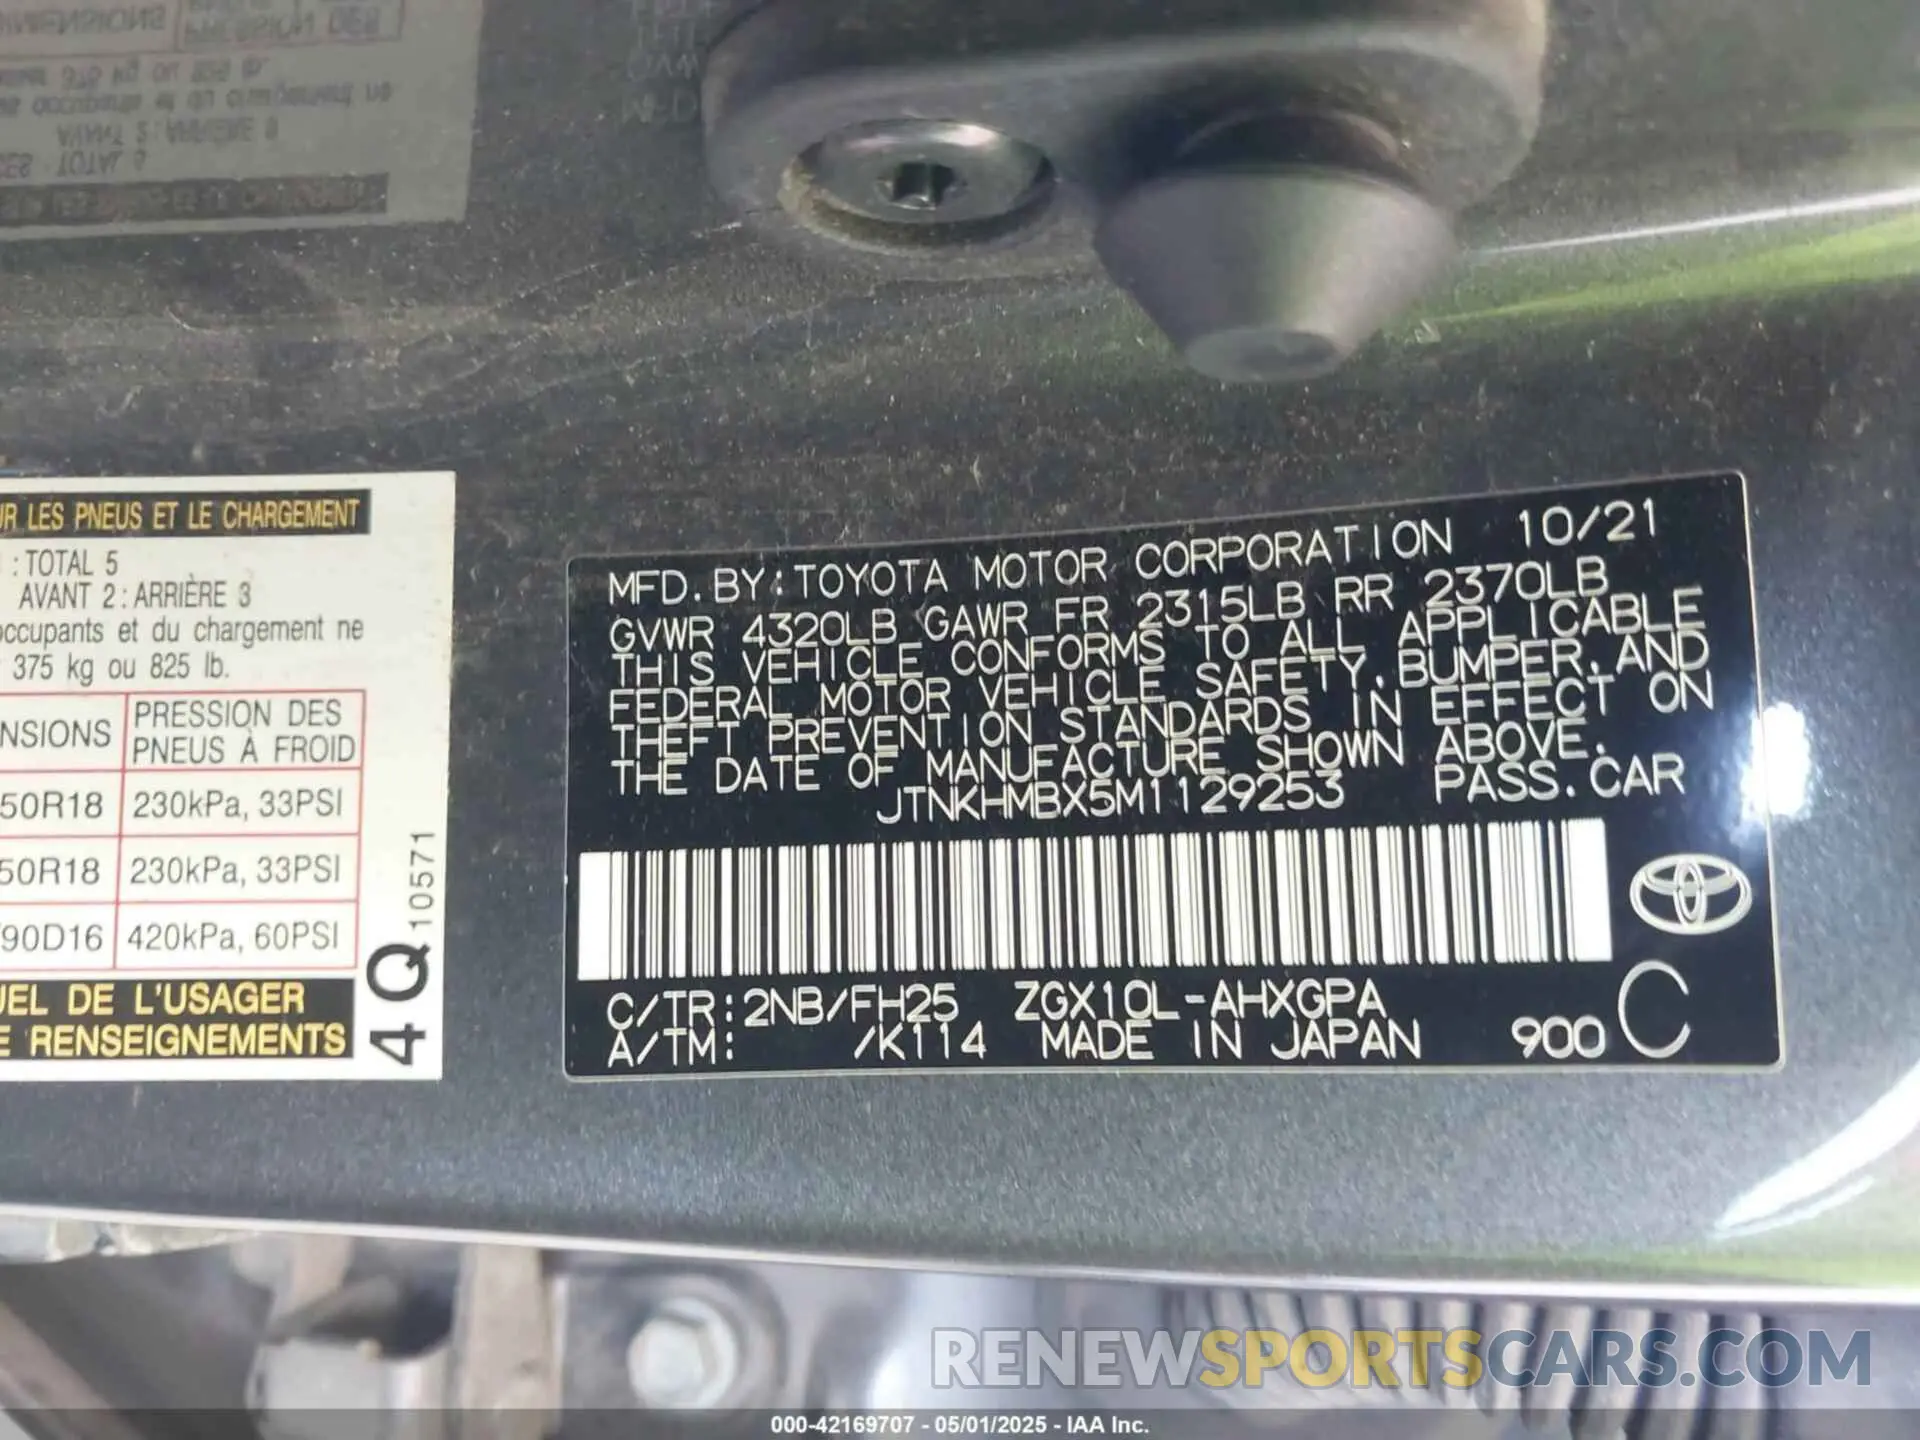 UR LES PNEUS ET LE CHARGEMENT
: TOTAL 5
AVANT 2 : ARRIÈRE 3
occupants et du chargement ne
375 kg ou 825 lb.
NSIONS PRESSION DES
PNEUS À FROID
50R18 230kPa, 33PSI
50R18 230kPa, 33PSI
90D16 420kPa, 60PSI
UEL DE L'USAGER
E RENSEIGNEMENTS
4Q 10571
MFD. BY: TOYOTA MOTOR CORPORATION 10/21
GVWR 4320LB GAWR FR 2315LB RR 2370LB
THIS VEHICLE CONFORMS TO ALL APPLICABLE
FEDERAL MOTOR VEHICLE SAFETY, BUMPER, AND
THEFT PREVENTION STANDARDS IN EFFECT ON
THE DATE OF MANUFACTURE SHOWN ABOVE.
JTNKHMBX5M1129253 PASS. CAR
C/TR: 2NB/FH25 ZGX10L-AHXGPA
A/TM: /K114 MADE IN JAPAN 900 C
RENEWSPORTSCARS.COM
000-42169707 - 05/01/2025 - IAA Inc.